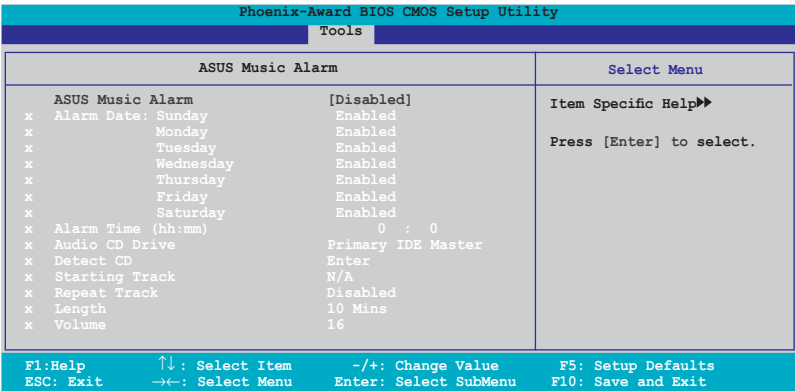 Phoenix-Award BIOS CMOS Setup Utility
Tools
ASUS Music Alarm
Select Menu
ASUS Music Alarm [Disabled]
x Alarm Date: Sunday Enabled
x Monday Enabled
x Tuesday Enabled
x Wednesday Enabled
x Thursday Enabled
x Friday Enabled
x Saturday Enabled
x Alarm Time (hh:mm) 0 : 0
x Audio CD Drive Primary IDE Master
x Detect CD Enter
x Starting Track N/A
x Repeat Track Disabled
x Length 10 Mins
x Volume 16
Item Specific Help▶▶
Press [Enter] to select.
F1:Help ↑↓: Select Item -/+: Change Value F5: Setup Defaults
ESC: Exit →←: Select Menu Enter: Select SubMenu F10: Save and Exit